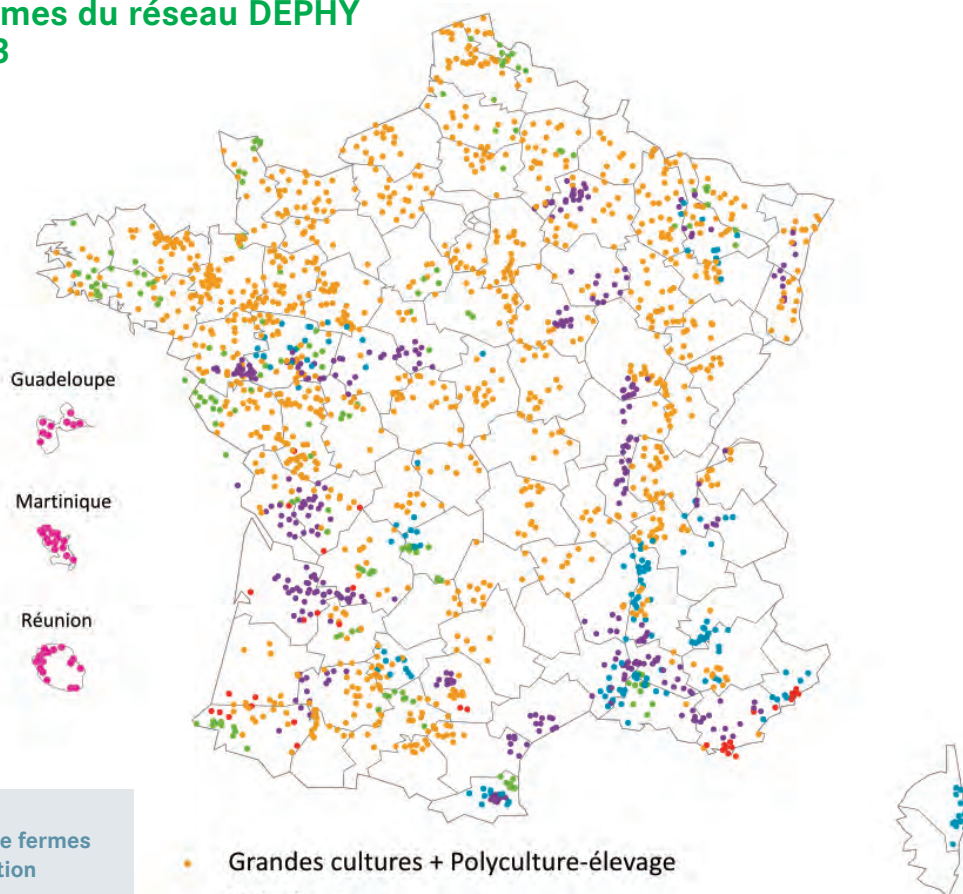 mes du réseau DEPHY
3
Guadeloupe
Martinique
Réunion
e fermes
tion
Grandes cultures + Polyculture-élevage